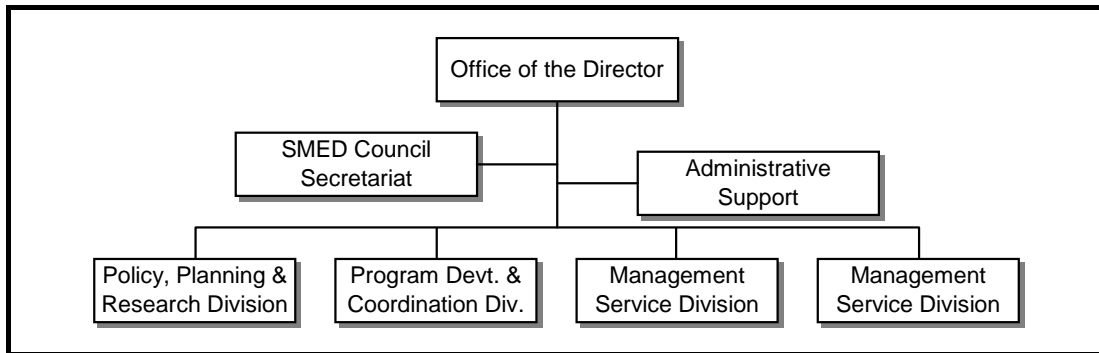 Office of the Director
SMED Council
Secretariat
Administrative
Support
Policy, Planning &
Research Division
Program Devt. &
Coordination Div.
Management
Service Division
Management
Service Division